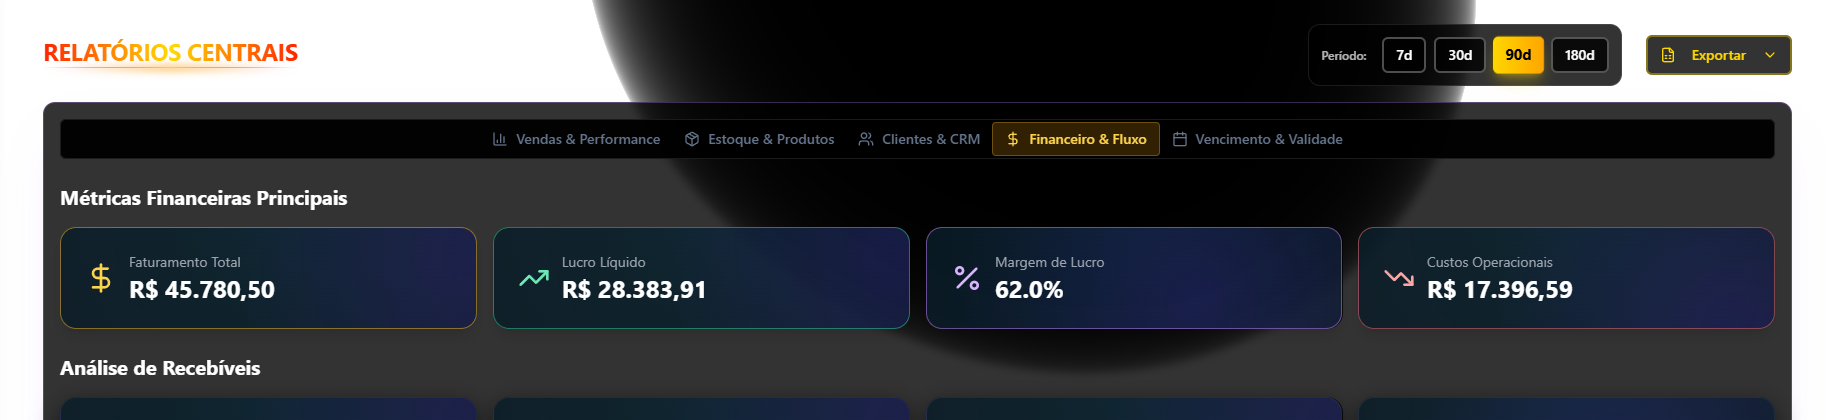 RELATÓRIOS CENTRAIS
Período: 7d 30d 90d 180d
Exportar
Vendas & Performance
Estoque & Produtos
Clientes & CRM
Financeiro & Fluxo
Vencimento & Validade
Métricas Financeiras Principais
Faturamento Total
R$ 45.780,50
Lucro Líquido
R$ 28.383,91
Margem de Lucro
62.0%
Custos Operacionais
R$ 17.396,59
Análise de Recebíveis